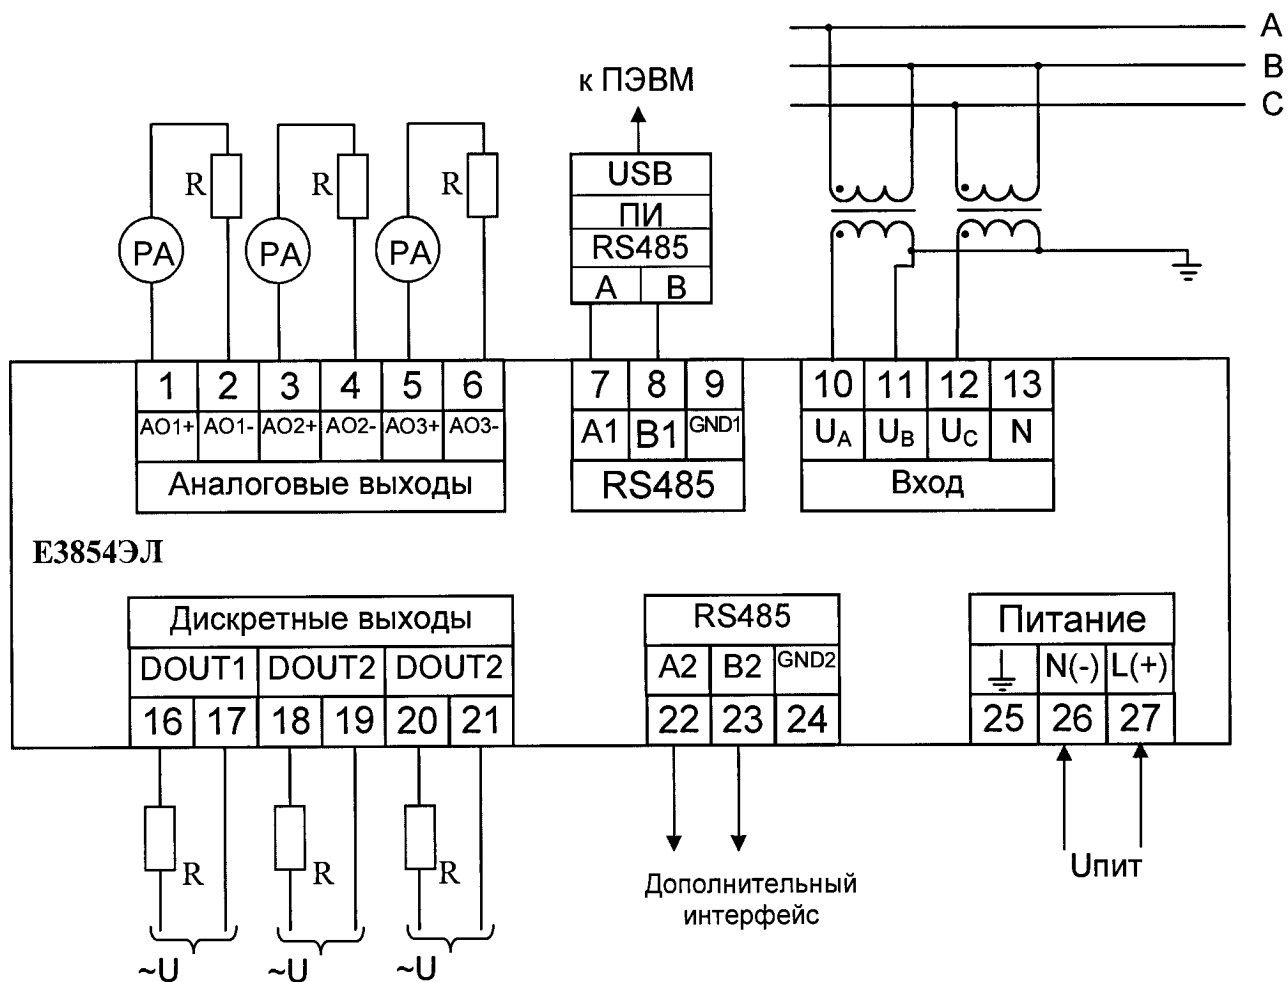 A
B
C
к ПЭВМ
USB
ПИ
RS485
A B
R R R
PA PA PA
1 2 3 4 5 6
AO1+ AO1- AO2+ AO2- AO3+ AO3-
Аналоговые выходы
7 8 9
A1 B1 GND1
RS485
10 11 12 13
UA UB UC N
Вход
Е3854ЭЛ
Дискретные выходы
DOUT1 DOUT2 DOUT2
16 17 18 19 20 21
RS485
A2 B2 GND2
22 23 24
Питание
N(-) L(+)
25 26 27
R R R
~U ~U ~U
Дополнительный
интерфейс
Uпит